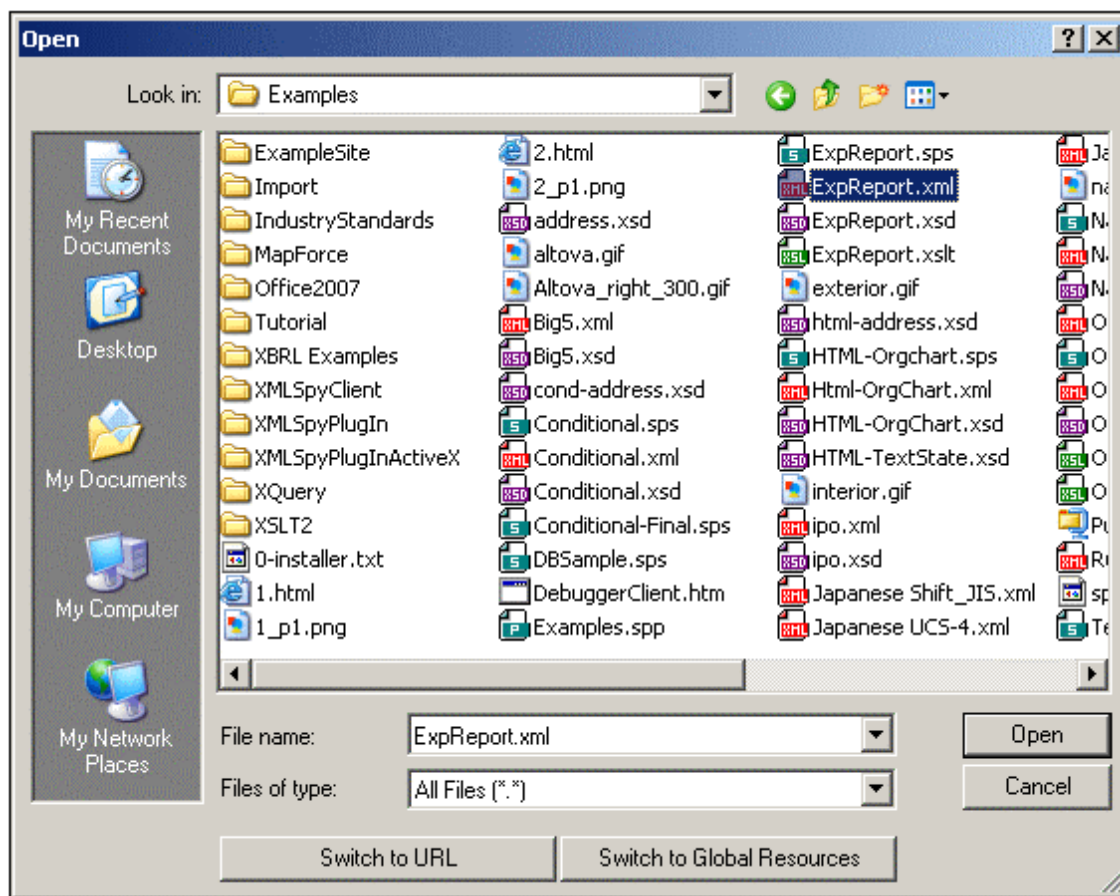 Open
Look in: Examples
My Recent
Documents
Desktop
My Documents
My Computer
My Network
Places
ExampleSite
Import
IndustryStandards
MapForce
Office2007
Tutorial
XBRL Examples
XMLSpyClient
XMLSpyPlugIn
XMLSpyPlugInActiveX
XQuery
XSLT2
0-installer.txt
1.html
1_p1.png
2.html
2_p1.png
address.xsd
altova.gif
Altova_right_300.gif
Big5.xml
Big5.xsd
cond-address.xsd
Conditional.sps
Conditional.xml
Conditional.xsd
Conditional-Final.sps
DBSample.sps
DebuggerClient.htm
Examples.spp
ExpReport.sps
ExpReport.xml
ExpReport.xsd
ExpReport.xslt
exterior.gif
html-address.xsd
HTML-Orgchart.sps
Html-OrgChart.xml
HTML-OrgChart.xsd
HTML-TextState.xsd
interior.gif
ipo.xml
ipo.xsd
Japanese Shift_JIS.xml
Japanese UCS-4.xml
File name: ExpReport.xml Open
Files of type: All Files (*.*) Cancel
Switch to URL Switch to Global Resources